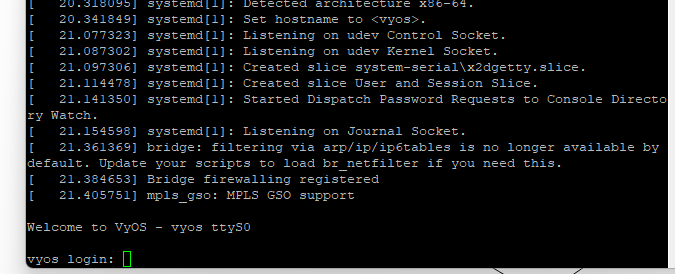 [   20.318095] systemd[1]: Detected architecture x86-64.
[   20.341849] systemd[1]: Set hostname to <vyos>.
[   21.077323] systemd[1]: Listening on udev Control Socket.
[   21.087302] systemd[1]: Listening on udev Kernel Socket.
[   21.097306] systemd[1]: Created slice system-serial\x2dgetty.slice.
[   21.114478] systemd[1]: Created slice User and Session Slice.
[   21.141350] systemd[1]: Started Dispatch Password Requests to Console Directo
ry Watch.
[   21.154598] systemd[1]: Listening on Journal Socket.
[   21.361369] bridge: filtering via arp/ip/ip6tables is no longer available by
default. Update your scripts to load br_netfilter if you need this.
[   21.384653] Bridge firewalling registered
[   21.405751] mpls_gso: MPLS GSO support
Welcome to VyOS - vyos ttyS0
vyos login: